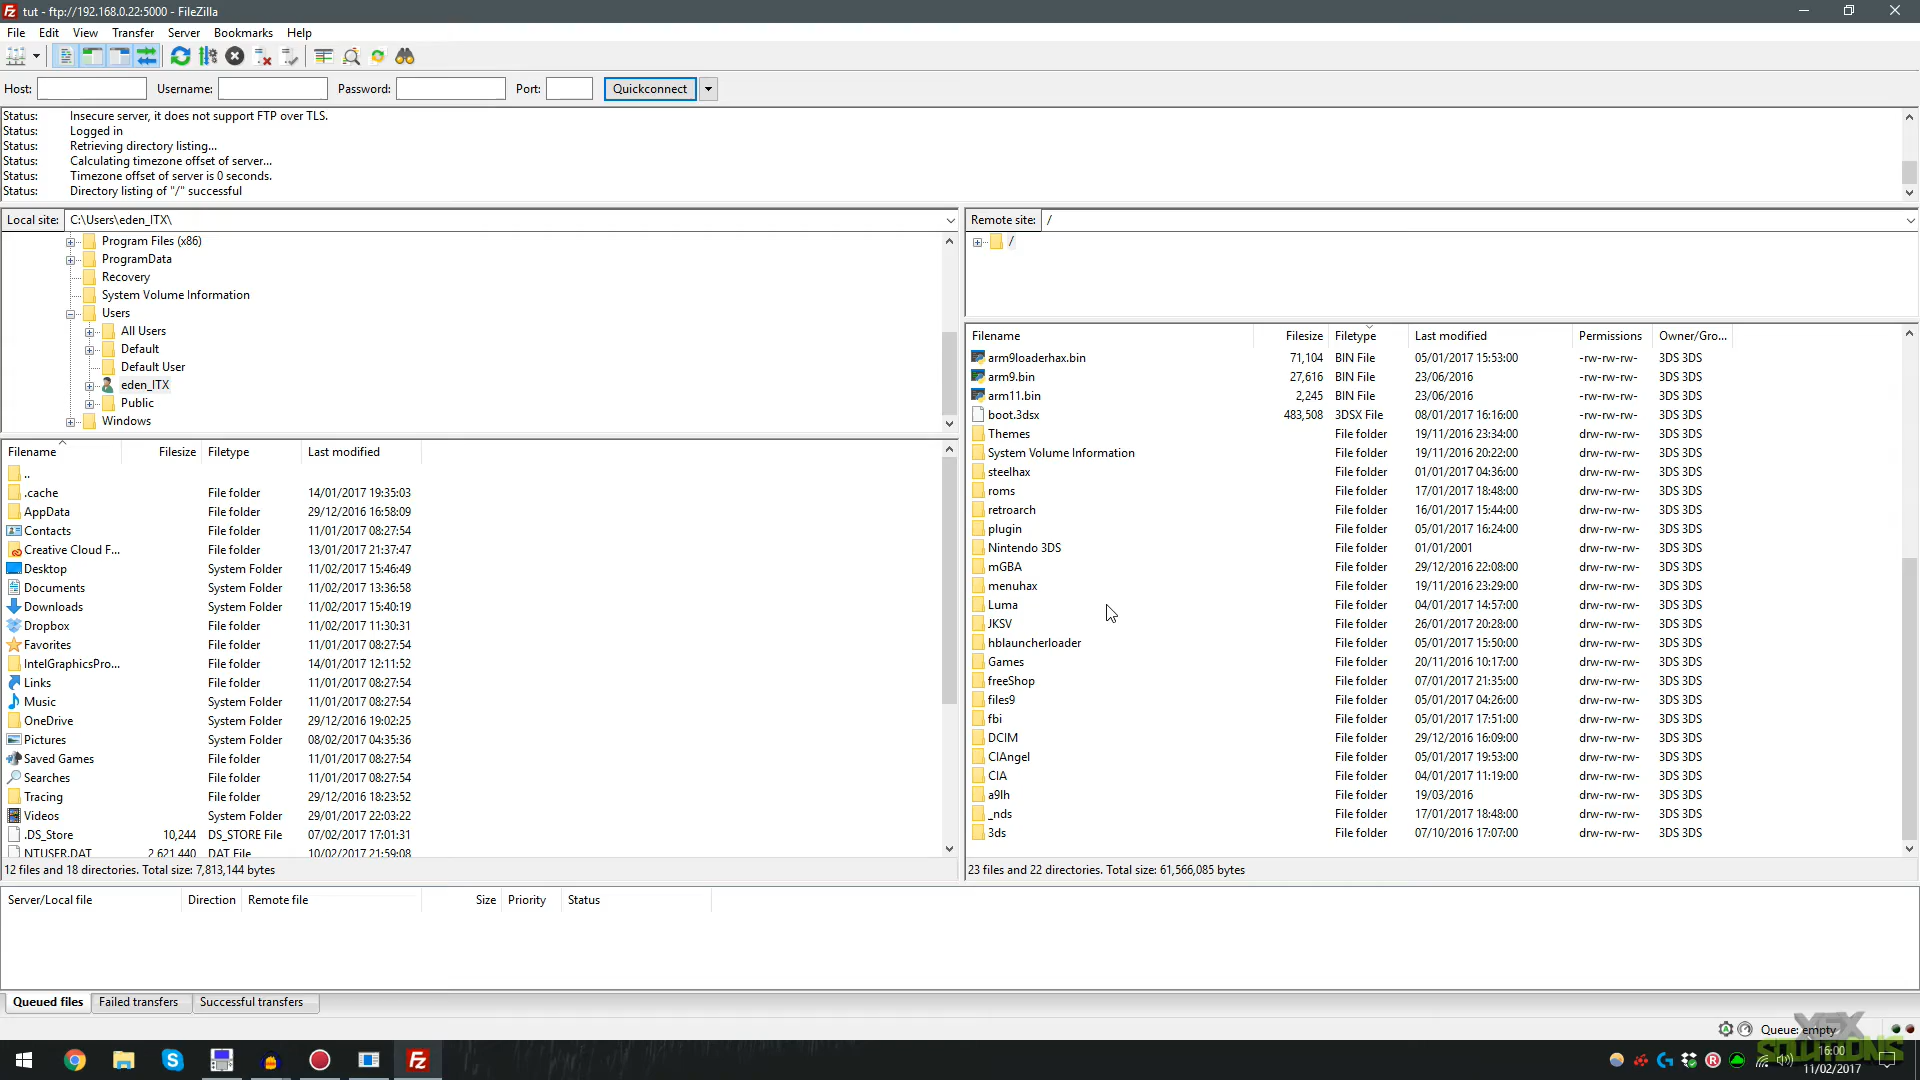 tut - ftp://192.168.0.22:5000 - FileZilla
File Edit View Transfer Server Bookmarks Help
Host: Username: Password: Port: Quickconnect
Status: Insecure server, it does not support FTP over TLS.
Status: Logged in
Status: Retrieving directory listing...
Status: Calculating timezone offset of server...
Status: Timezone offset of server is 0 seconds.
Status: Directory listing of "/" successful
Local site: C:\Users\eden_ITX\
Program Files (x86)
ProgramData
Recovery
System Volume Information
Users
All Users
Default
Default User
eden_ITX
Public
Windows
Filename Filesize Filetype Last modified
..
.cache File folder 14/01/2017 19:35:03
AppData File folder 29/12/2016 16:58:09
Contacts File folder 11/01/2017 08:27:54
Creative Cloud F... File folder 13/01/2017 21:37:47
Desktop System Folder 11/02/2017 15:46:49
Documents System Folder 11/02/2017 13:36:58
Downloads System Folder 11/02/2017 15:40:19
Dropbox File folder 11/02/2017 11:30:31
Favorites File folder 11/01/2017 08:27:54
IntelGraphicsPro... File folder 14/01/2017 12:11:52
Links File folder 11/01/2017 08:27:54
Music System Folder 11/01/2017 08:27:54
OneDrive System Folder 29/12/2016 19:02:25
Pictures System Folder 08/02/2017 04:35:36
Saved Games File folder 11/01/2017 08:27:54
Searches File folder 11/01/2017 08:27:54
Tracing File folder 29/12/2016 18:23:52
Videos System Folder 29/01/2017 22:03:22
.DS_Store 10,244 DS_STORE File 07/02/2017 17:01:31
NTUSER.DAT 2,621,440 DAT File 10/02/2017 21:59:08
12 files and 18 directories. Total size: 7,813,144 bytes
Remote site: /
/
Filename Filesize Filetype Last modified Permissions Owner/Gro...
arm9loaderhax.bin 71,104 BIN File 05/01/2017 15:53:00 -rw-rw-rw- 3DS 3DS
arm9.bin 27,616 BIN File 23/06/2016 -rw-rw-rw- 3DS 3DS
arm11.bin 2,245 BIN File 23/06/2016 -rw-rw-rw- 3DS 3DS
boot.3dsx 483,508 3DSX File 08/01/2017 16:16:00 -rw-rw-rw- 3DS 3DS
Themes File folder 19/11/2016 23:34:00 drw-rw-rw- 3DS 3DS
System Volume Information File folder 19/11/2016 20:22:00 drw-rw-rw- 3DS 3DS
steelhax File folder 01/01/2017 04:36:00 drw-rw-rw- 3DS 3DS
roms File folder 17/01/2017 18:48:00 drw-rw-rw- 3DS 3DS
retroarch File folder 16/01/2017 15:44:00 drw-rw-rw- 3DS 3DS
plugin File folder 05/01/2017 16:24:00 drw-rw-rw- 3DS 3DS
Nintendo 3DS File folder 01/01/2001 drw-rw-rw- 3DS 3DS
mGBA File folder 29/12/2016 22:08:00 drw-rw-rw- 3DS 3DS
menuhax File folder 19/11/2016 23:29:00 drw-rw-rw- 3DS 3DS
Luma File folder 04/01/2017 14:57:00 drw-rw-rw- 3DS 3DS
JKSV File folder 26/01/2017 20:28:00 drw-rw-rw- 3DS 3DS
hblauncherloader File folder 05/01/2017 15:50:00 drw-rw-rw- 3DS 3DS
Games File folder 20/11/2016 10:17:00 drw-rw-rw- 3DS 3DS
freeShop File folder 07/01/2017 21:35:00 drw-rw-rw- 3DS 3DS
files9 File folder 05/01/2017 04:26:00 drw-rw-rw- 3DS 3DS
fbi File folder 05/01/2017 17:51:00 drw-rw-rw- 3DS 3DS
DCIM File folder 29/12/2016 16:09:00 drw-rw-rw- 3DS 3DS
CIAngel File folder 05/01/2017 19:53:00 drw-rw-rw- 3DS 3DS
CIA File folder 04/01/2017 11:19:00 drw-rw-rw- 3DS 3DS
a9lh File folder 19/03/2016 drw-rw-rw- 3DS 3DS
_nds File folder 17/01/2017 18:48:00 drw-rw-rw- 3DS 3DS
3ds File folder 07/10/2016 17:07:00 drw-rw-rw- 3DS 3DS
23 files and 22 directories. Total size: 61,566,085 bytes
Server/Local file Direction Remote file Size Priority Status
Queued files Failed transfers Successful transfers
Queue: empty
SOLUTIONS
16:00
11/02/2017